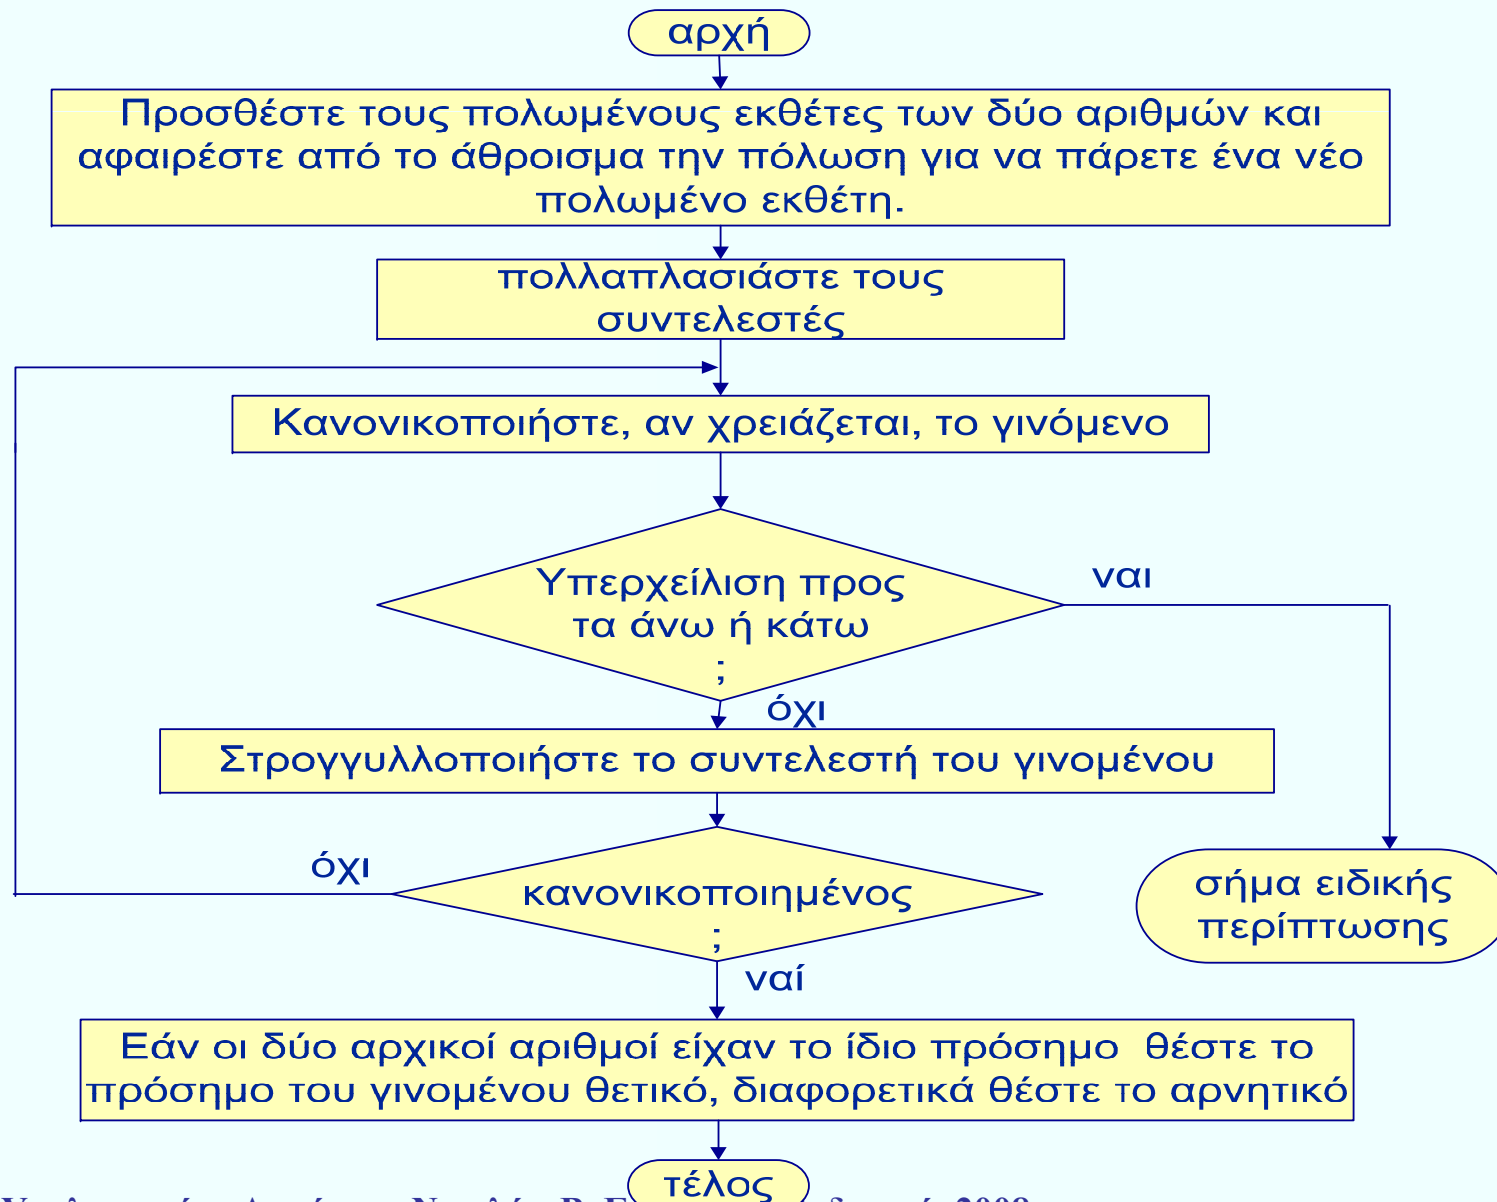 αρχή
Προσθέστε τους πολωμένους εκθέτες των δύο αριθμών και
αφαιρέστε από το άθροισμα την πόλωση για να πάρετε ένα νέο
πολωμένο εκθέτη.
πολλαπλασιάστε τους
συντελεστές
Κανονικοποιήστε, αν χρειάζεται, το γινόμενο
Υπερχείλιση προς
τα άνω ή κάτω
;
ναι
όχι
Στρογγυλλοποιήστε το συντελεστή του γινομένου
κανονικοποιημένος
;
όχι
σήμα ειδικής
περίπτωσης
ναί
Εάν οι δύο αρχικοί αριθμοί είχαν το ίδιο πρόσημο θέστε το
πρόσημο του γινομένου θετικό, διαφορετικά θέστε το αρνητικό
τέλος
2008